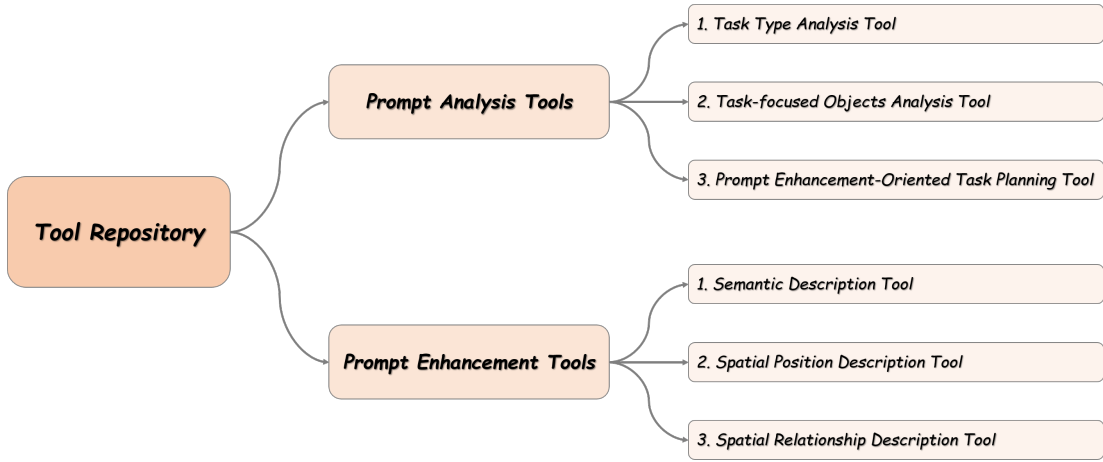 Tool Repository
Prompt Analysis Tools
1. Task Type Analysis Tool
2. Task-focused Objects Analysis Tool
3. Prompt Enhancement-Oriented Task Planning Tool
Prompt Enhancement Tools
1. Semantic Description Tool
2. Spatial Position Description Tool
3. Spatial Relationship Description Tool